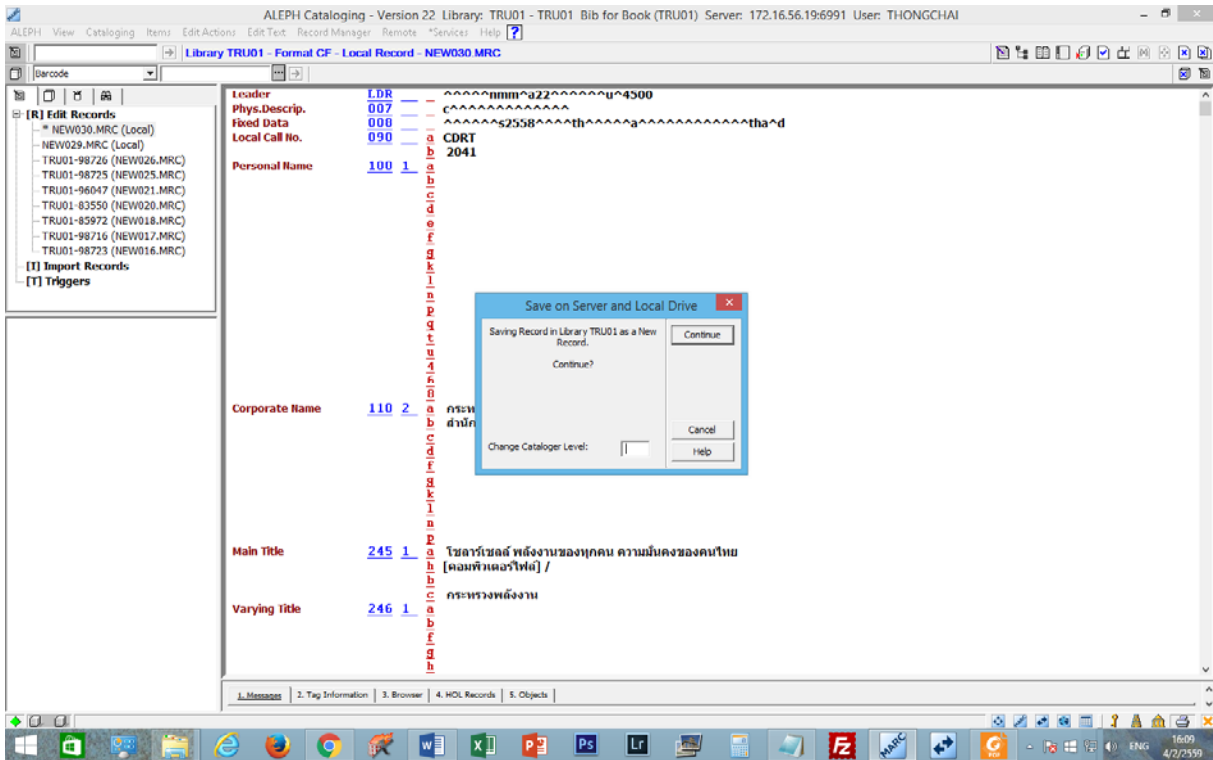 ALEPH Cataloging - Version 22 Library: TRU01 - TRU01 Bib for Book (TRU01) Server: 172.16.56.19:6991 User: THONGCHAI
ALEPH View Cataloging Items Edit Actions Edit Text Record Manager Remote *Services Help ?
Library TRU01 - Format CF - Local Record - NEW030.MRC
Barcode
[R] Edit Records
* NEW030.MRC (Local)
NEW029.MRC (Local)
TRU01-98726 (NEW026.MRC)
TRU01-98725 (NEW025.MRC)
TRU01-96047 (NEW021.MRC)
TRU01-83550 (NEW020.MRC)
TRU01-85972 (NEW018.MRC)
TRU01-98716 (NEW017.MRC)
TRU01-98723 (NEW016.MRC)
[I] Import Records
[T] Triggers
Leader LDR ^^^^^nmm^a22^^^^^^u^4500
Phys.Descrip. 007 c^^^^^^^^^^^^^
Fixed Data 008 ^^^^^^s2558^^^^th^^^^^a^^^^^^^^^^^^tha^d
Local Call No. 090 a CDRT
b 2041
Personal Name 100 1 a
b
c
d
e
f
g
k
l
n
p
q
t
u
4
6
8
Corporate Name 110 2 a กระท
b สำนัก
c
d
f
g
k
l
n
p
Main Title 245 1 a โซลาร์เซลล์ พลังงานของทุกคน ความมั่นคงของคนไทย
h [คอมพิวเตอร์ไฟล์] /
b
c กระทรวงพลังงาน
Varying Title 246 1 a
b
f
g
h
Save on Server and Local Drive
Saving Record in Library TRU01 as a New
Record.
Continue?
Continue
Cancel
Change Cataloger Level:
Help
1. Messages 2. Tag Information 3. Browser 4. HOL Records 5. Objects
W X P Ps Lr Fz MARC
ENG 16:09
4/2/2559